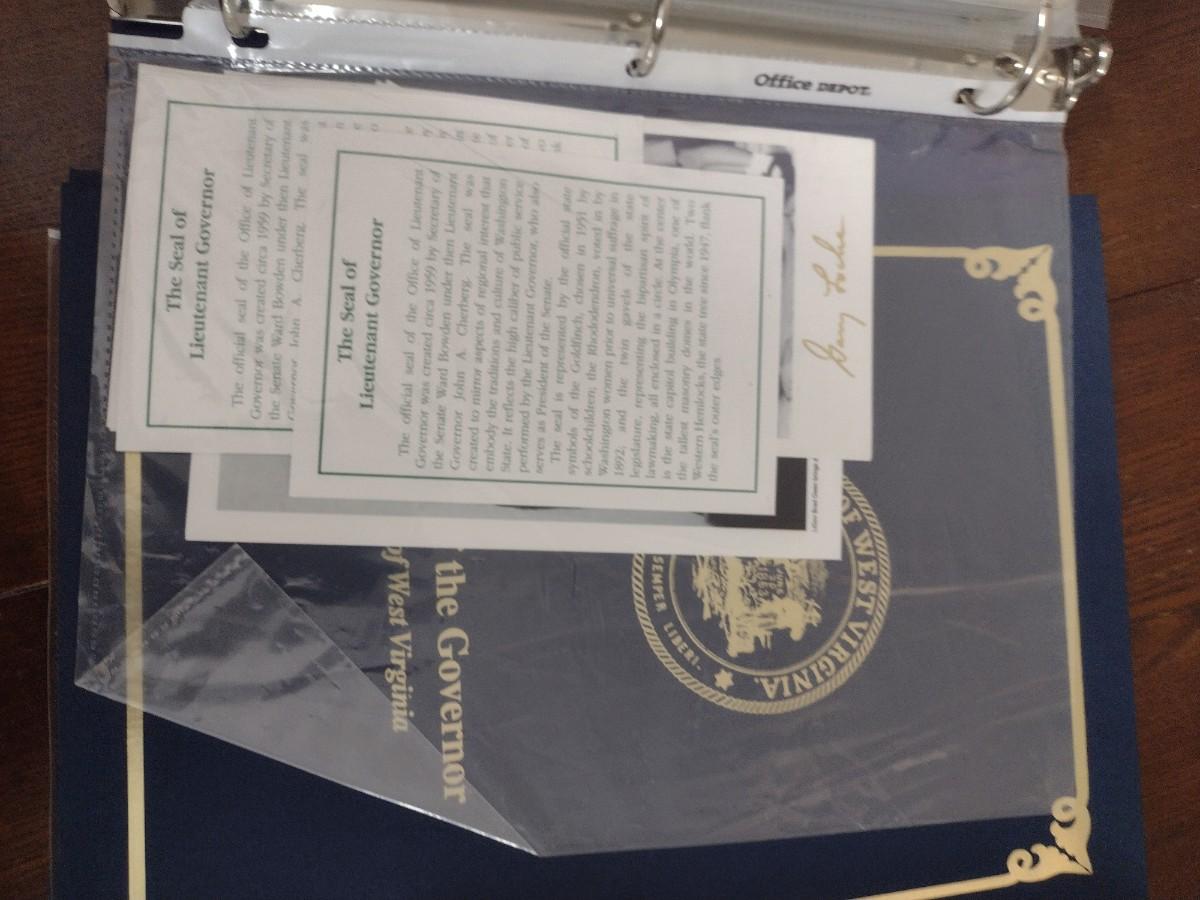 Office DEPOT.
The Seal of
Lieutenant Governor
The official seal of the Office of Lieutenant
Governor was created circa 1959 by Secretary of
the Senate Ward Bowden under then Lieutenant
Governor John A. Cherberg. The seal was
The Seal of
Lieutenant Governor
The official seal of the Office of Lieutenant
Governor was created circa 1959 by Secretary of
the Senate Ward Bowden under then Lieutenant
Governor John A. Cherberg. The seal was
created to mirror aspects of regional interest that
embody the traditions and culture of Washington
State. It reflects the high caliber of public service
performed by the Lieutenant Governor, who also
serves as President of the Senate.
The seal is represented by the official state
symbols of the Goldfinch, chosen in 1951 by
schoolchildren; the Rhododendron, voted in by
Washington women prior to universal suffrage in
1892; and the twin gavels of the state
legislature, representing the bipartisan spirit of
lawmaking, all enclosed in a circle. At the center
is the state capitol building in Olympia, one of
the tallest masonry domes in the world. Two
Western Hemlocks, the state tree since 1947, flank
the seal's outer edges.
Gary Locke
OF WEST VIRGINIA.
SEMPER LIBERI.
the Governor
of West Virginia